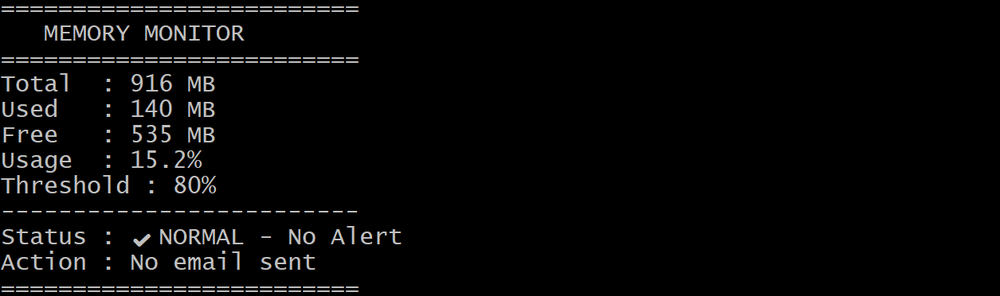 =========================
   MEMORY MONITOR
=========================
Total  : 916 MB
Used   : 140 MB
Free   : 535 MB
Usage  : 15.2%
Threshold : 80%
-------------------------
Status : ✔ NORMAL - No Alert
Action : No email sent
=========================